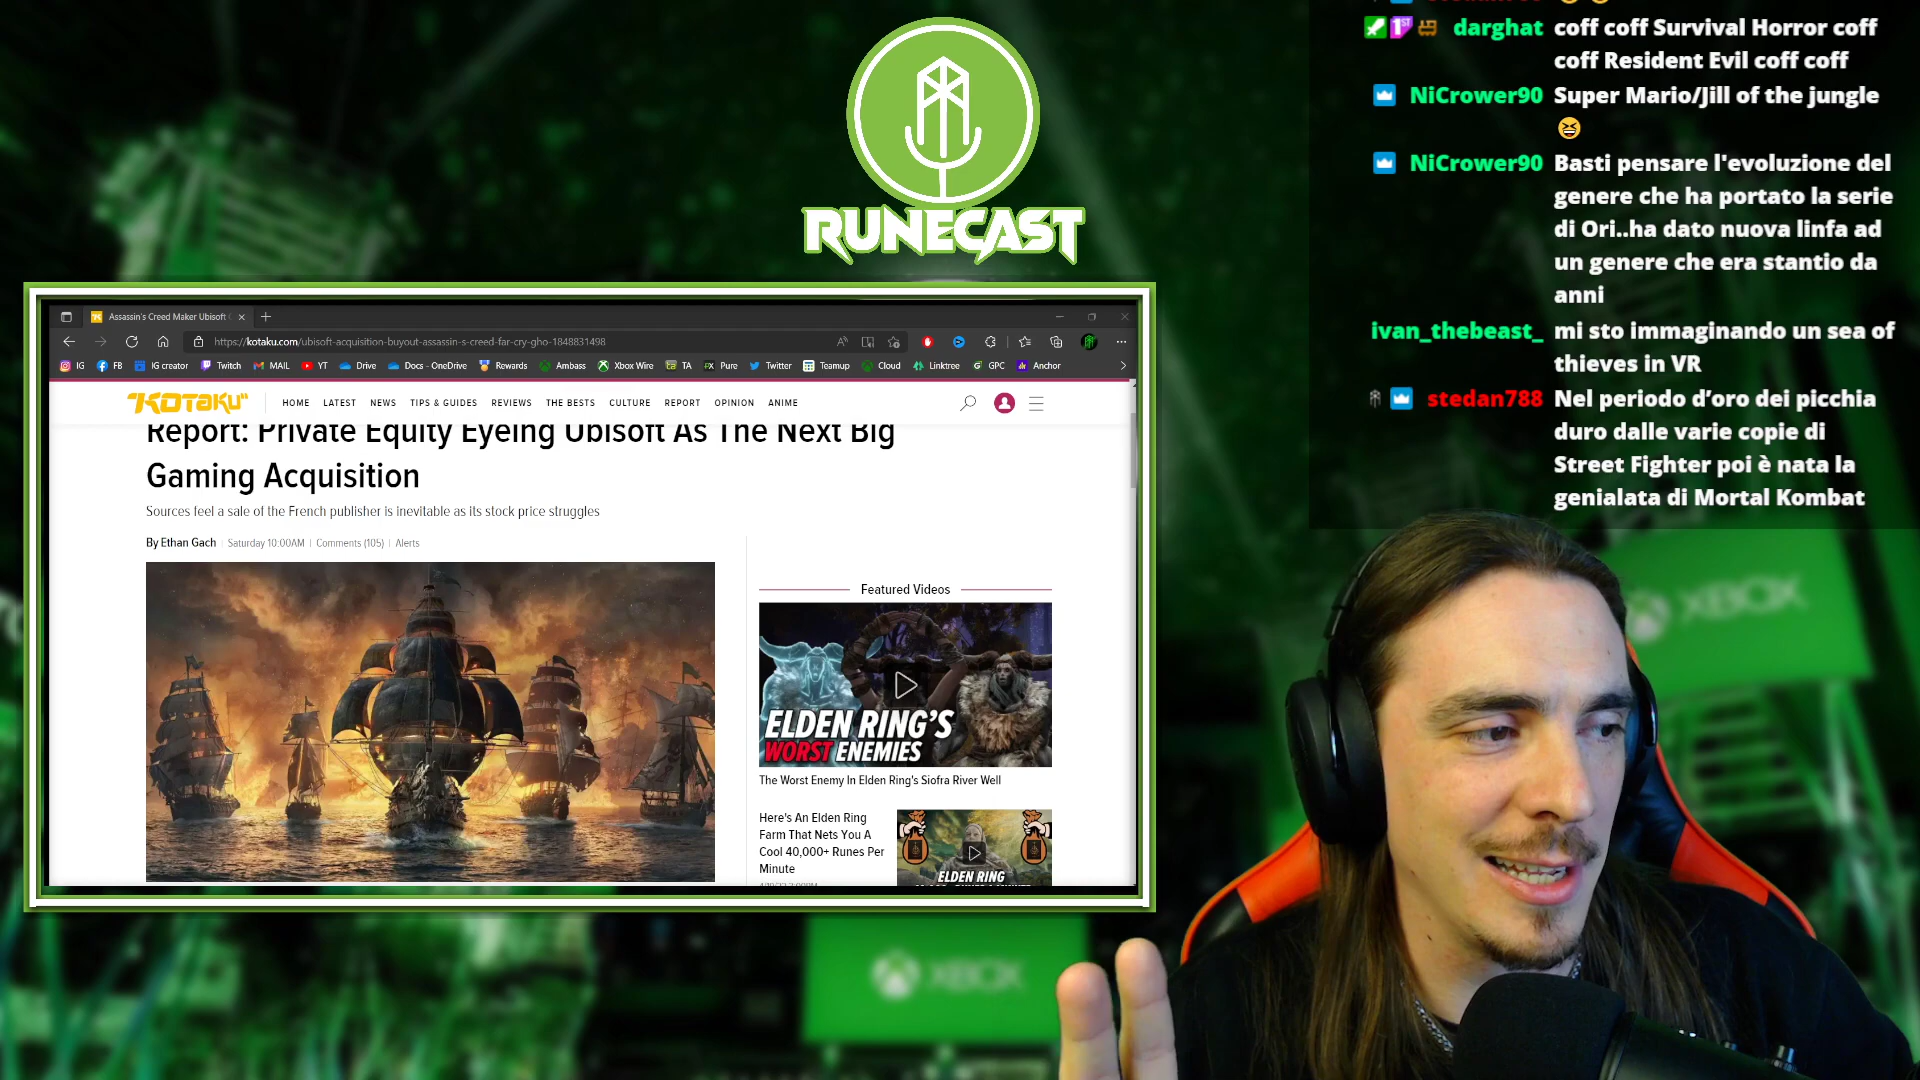 darghat coff coff Survival Horror coff
coff Resident Evil coff coff
NiCrower90 Super Mario/Jill of the jungle
NiCrower90 Basti pensare l'evoluzione del
genere che ha portato la serie
di Ori..ha dato nuova linfa ad
un genere che era stantio da
anni
ivan_thebeast_ mi sto immaginando un sea of
thieves in VR
stedan788 Nel periodo d’oro dei picchia
duro dalle varie copie di
Street Fighter poi è nata la
genialata di Mortal Kombat
RUNECAST
Assassin's Creed Maker Ubisoft
https://kotaku.com/ubisoft-acquisition-buyout-assassin-s-creed-far-cry-gho-1848831498
IG FB IG creator Twitch MAIL YT Drive Docs - OneDrive Rewards Ambass Xbox Wire TA Pure Twitter Teamup Cloud Linktree GPC Anchor
KOTAKU HOME LATEST NEWS TIPS & GUIDES REVIEWS THE BESTS CULTURE REPORT OPINION ANIME
Report: Private Equity Eyeing Ubisoft As The Next Big
Gaming Acquisition
Sources feel a sale of the French publisher is inevitable as its stock price struggles
By Ethan Gach Saturday 10:00AM | Comments (105) | Alerts
Featured Videos
ELDEN RING'S
WORST ENEMIES
The Worst Enemy In Elden Ring's Siofra River Well
Here's An Elden Ring
Farm That Nets You A
Cool 40,000+ Runes Per
Minute
ELDEN RING
XBOX
XBOX